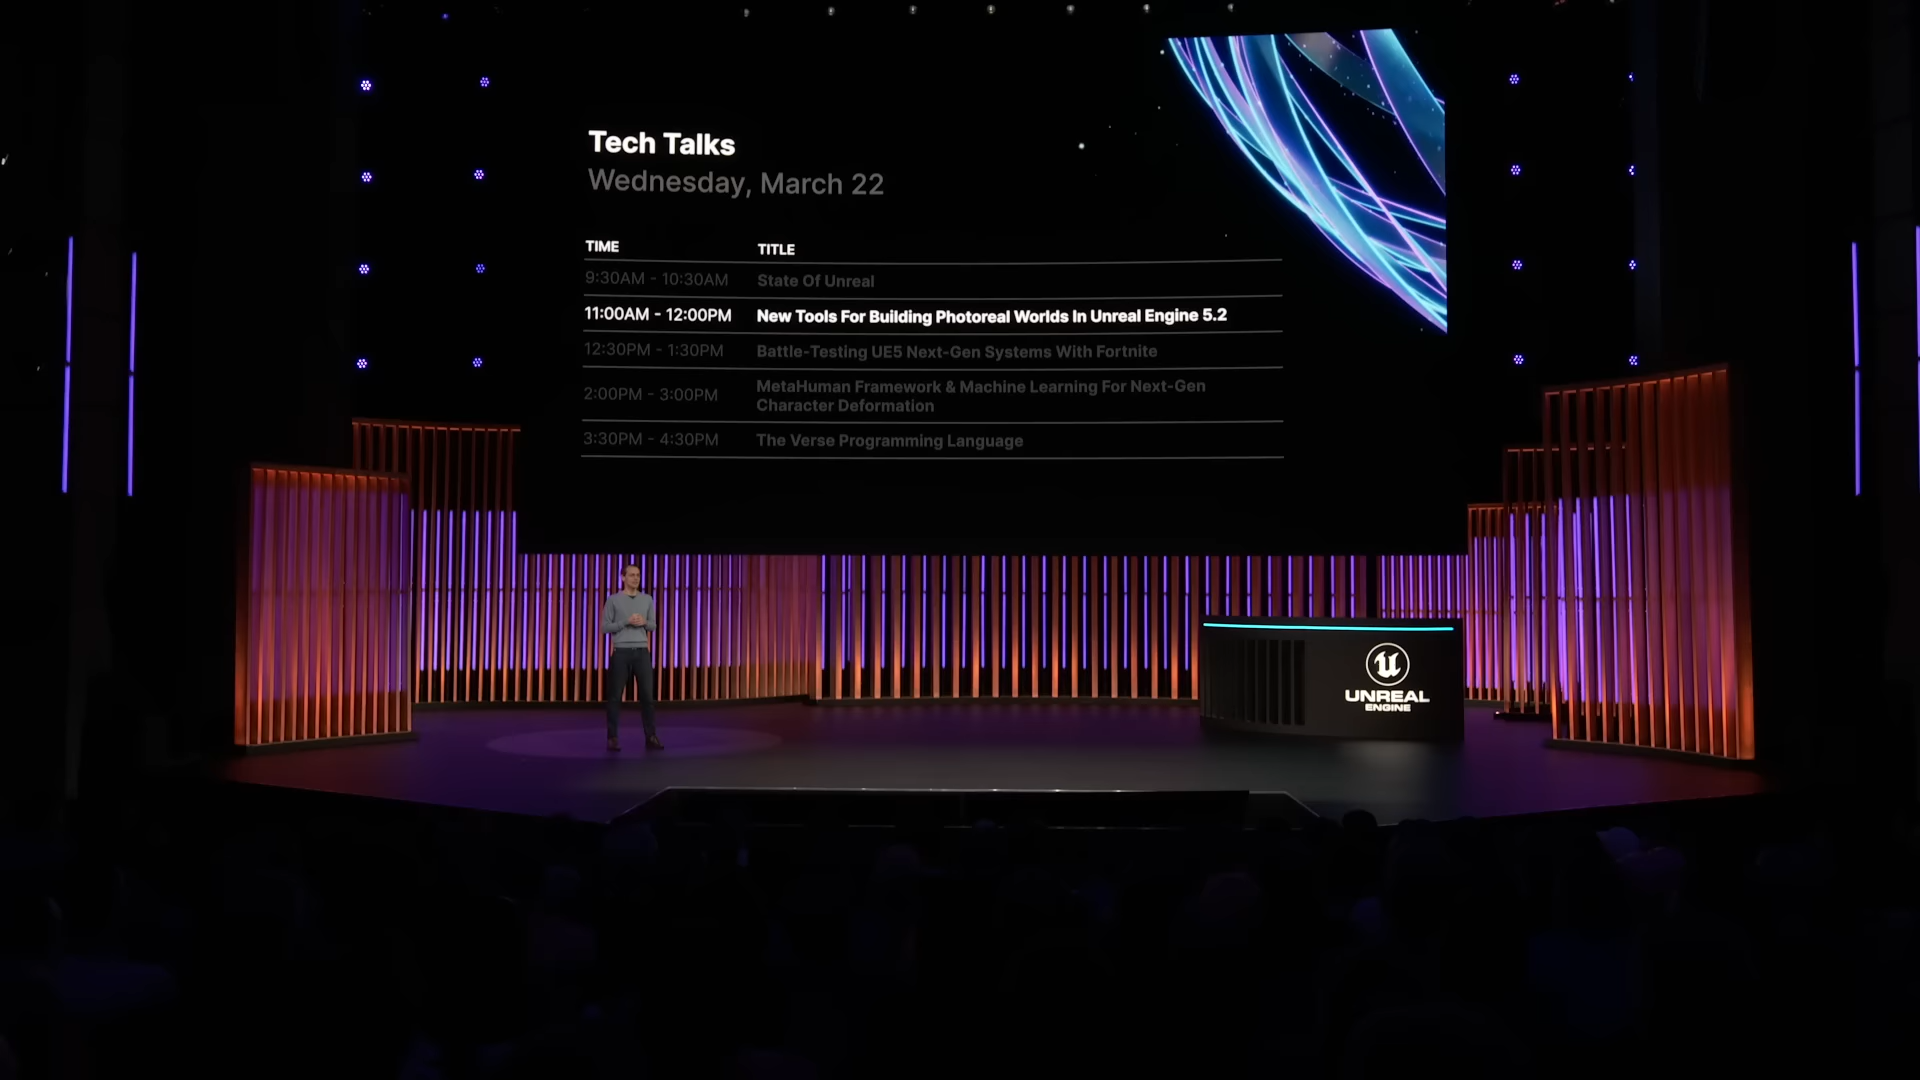 Tech Talks
Wednesday, March 22
TIME TITLE
9:30AM - 10:30AM State Of Unreal
11:00AM - 12:00PM New Tools For Building Photoreal Worlds In Unreal Engine 5.2
12:30PM - 1:30PM Battle-Testing UE5 Next-Gen Systems With Fortnite
2:00PM - 3:00PM MetaHuman Framework & Machine Learning For Next-Gen
Character Deformation
3:30PM - 4:30PM The Verse Programming Language
UNREAL
ENGINE